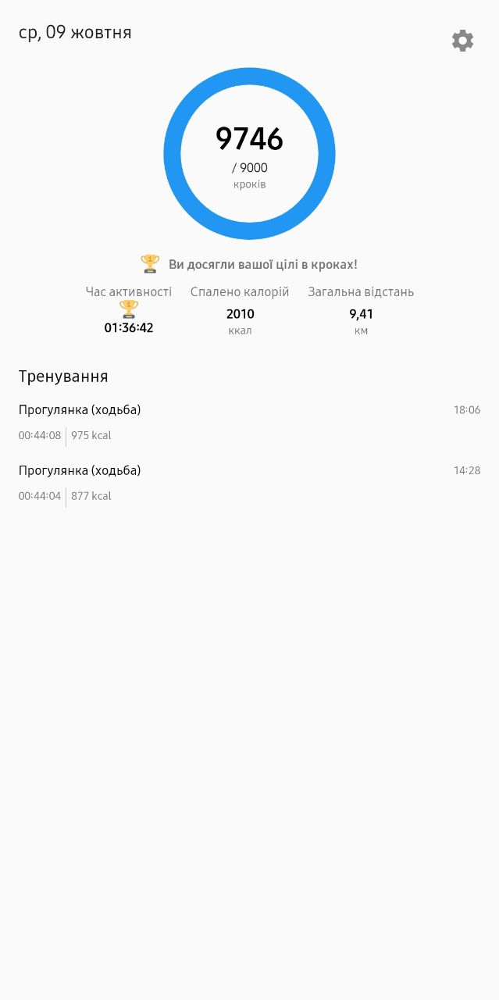 ср, 09 жовтня
9746
/ 9000
кроків
Ви досягли вашої цілі в кроках!
Час активності Спалено калорій Загальна відстань
01:36:42 2010 9,41
ккал км
Тренування
Прогулянка (ходьба) 18:06
00:44:08 975 kcal
Прогулянка (ходьба) 14:28
00:44:04 877 kcal